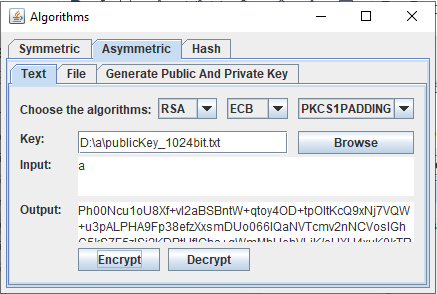 Algorithms
Symmetric Asymmetric Hash
Text File Generate Public And Private Key
Choose the algorithms: RSA ECB PKCS1PADDING
Key: D:\a\publicKey_1024bit.txt Browse
Input: a
Output: Ph00Ncu1oU8Xf+vl2aBSBntW+qtoy4OD+tpOltKcQ9xNj7VQW
+u3pALPHA9Fp38efzXxsmDUo066IQaNVTcmv2nNCVosIGh
Encrypt Decrypt